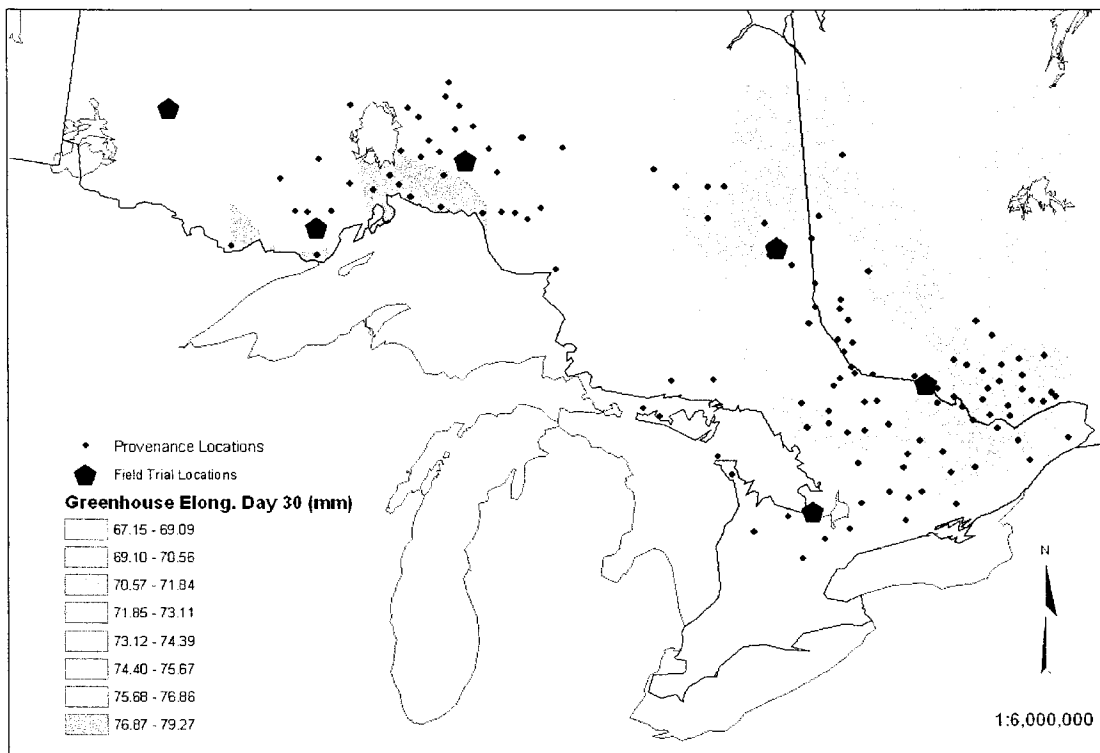 Provenance Locations
Field Trial Locations
Greenhouse Elong. Day 30 (mm)
67.15 - 69.09
69.10 - 70.56
70.57 - 71.84
71.85 - 73.11
73.12 - 74.39
74.40 - 75.67
75.68 - 76.86
76.87 - 79.27
N
1:6,000,000